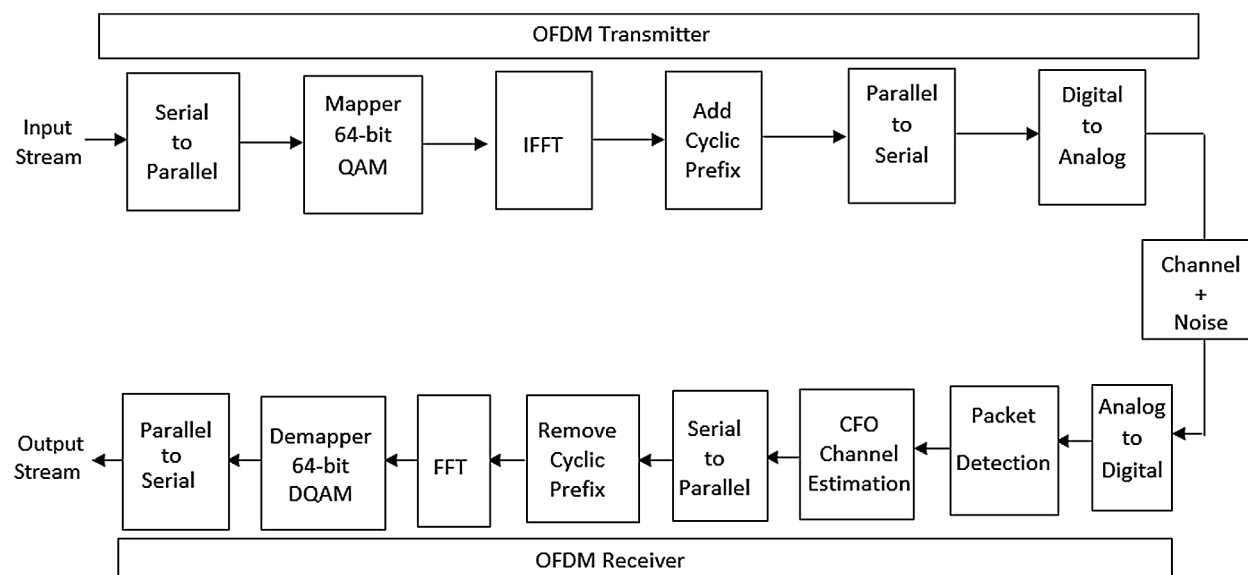 OFDM Transmitter
Input
Stream
Serial
to
Parallel
Mapper
64-bit
QAM
IFFT
Add
Cyclic
Prefix
Parallel
to
Serial
Digital
to
Analog
Channel
+
Noise
Analog
to
Digital
Packet
Detection
CFO
Channel
Estimation
Serial
to
Parallel
Remove
Cyclic
Prefix
FFT
Demapper
64-bit
DQAM
Parallel
to
Serial
Output
Stream
OFDM Receiver